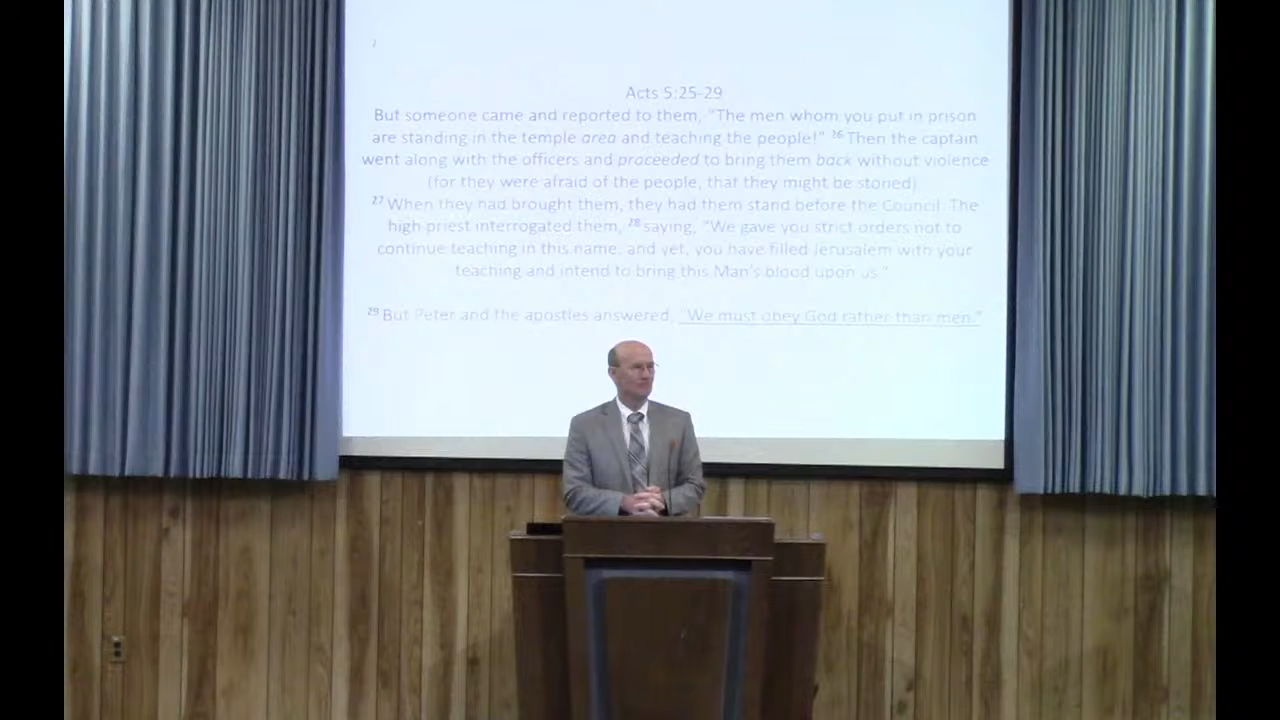 Acts 5:25-29
But someone came and reported to them, "The men whom you put in prison
are standing in the temple area and teaching the people!" 26 Then the captain
went along with the officers and proceeded to bring them back without violence
(for they were afraid of the people, that they might be stoned).
27 When they had brought them, they had them stand before the Council. The
high priest interrogated them, 28 saying, "We gave you strict orders not to
continue teaching in this name, and yet, you have filled Jerusalem with your
teaching and intend to bring this Man's blood upon us."
29 But Peter and the apostles answered, "We must obey God rather than men."